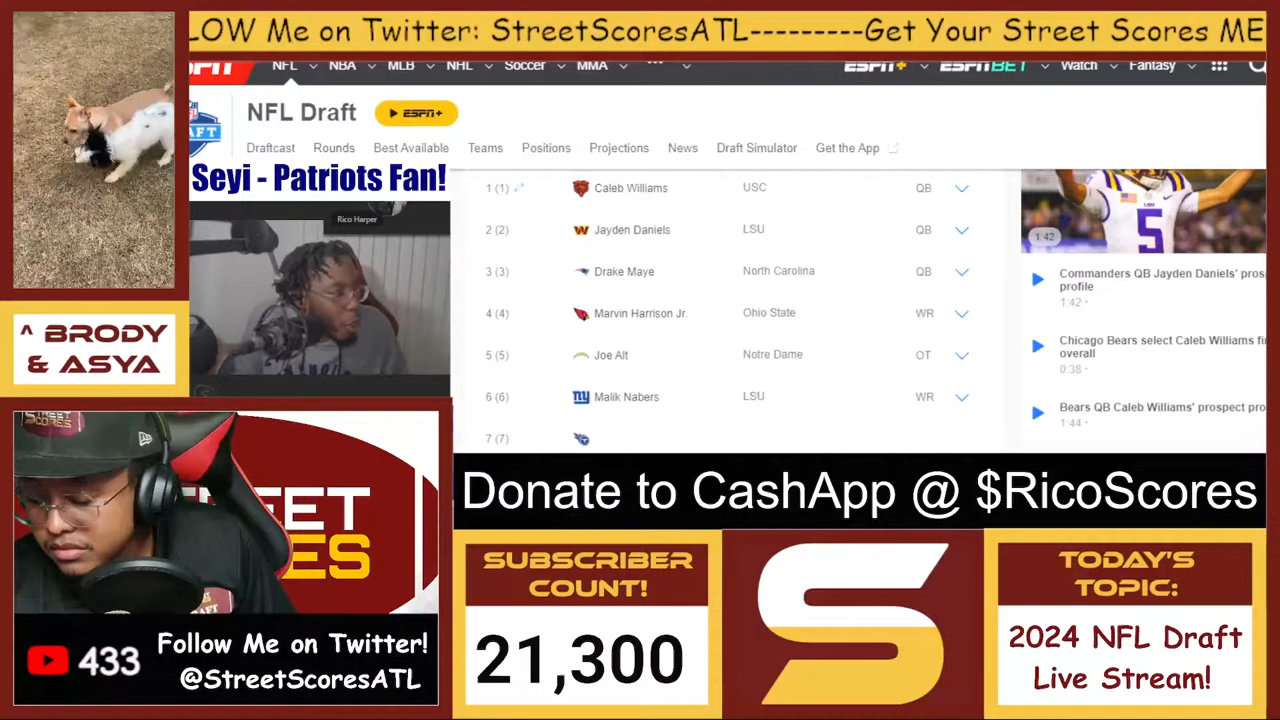 LOW Me on Twitter: StreetScoresATL---------Get Your Street Scores ME
NFL NBA MLB NHL Soccer MMA ... ESPN+ ESPNBET Watch Fantasy
NFL Draft
ESPN+
Draftcast Rounds Best Available Teams Positions Projections News Draft Simulator Get the App
Seyi - Patriots Fan!
Rico Harper
1 (1) Caleb Williams USC QB
2 (2) Jayden Daniels LSU QB
3 (3) Drake Maye North Carolina QB
4 (4) Marvin Harrison Jr. Ohio State WR
5 (5) Joe Alt Notre Dame OT
6 (6) Malik Nabers LSU WR
7 (7)
5
1:42
Commanders QB Jayden Daniels'
profile
1:42
Chicago Bears select Caleb Williams
overall
0:38
Bears QB Caleb Williams' prospect
1:44
^ BRODY
& ASYA
STREET
SCORES
Donate to CashApp @ $RicoScores
SUBSCRIBER
COUNT!
21,300
S
TODAY'S
TOPIC:
2024 NFL Draft
Live Stream!
433
Follow Me on Twitter!
@StreetScoresATL